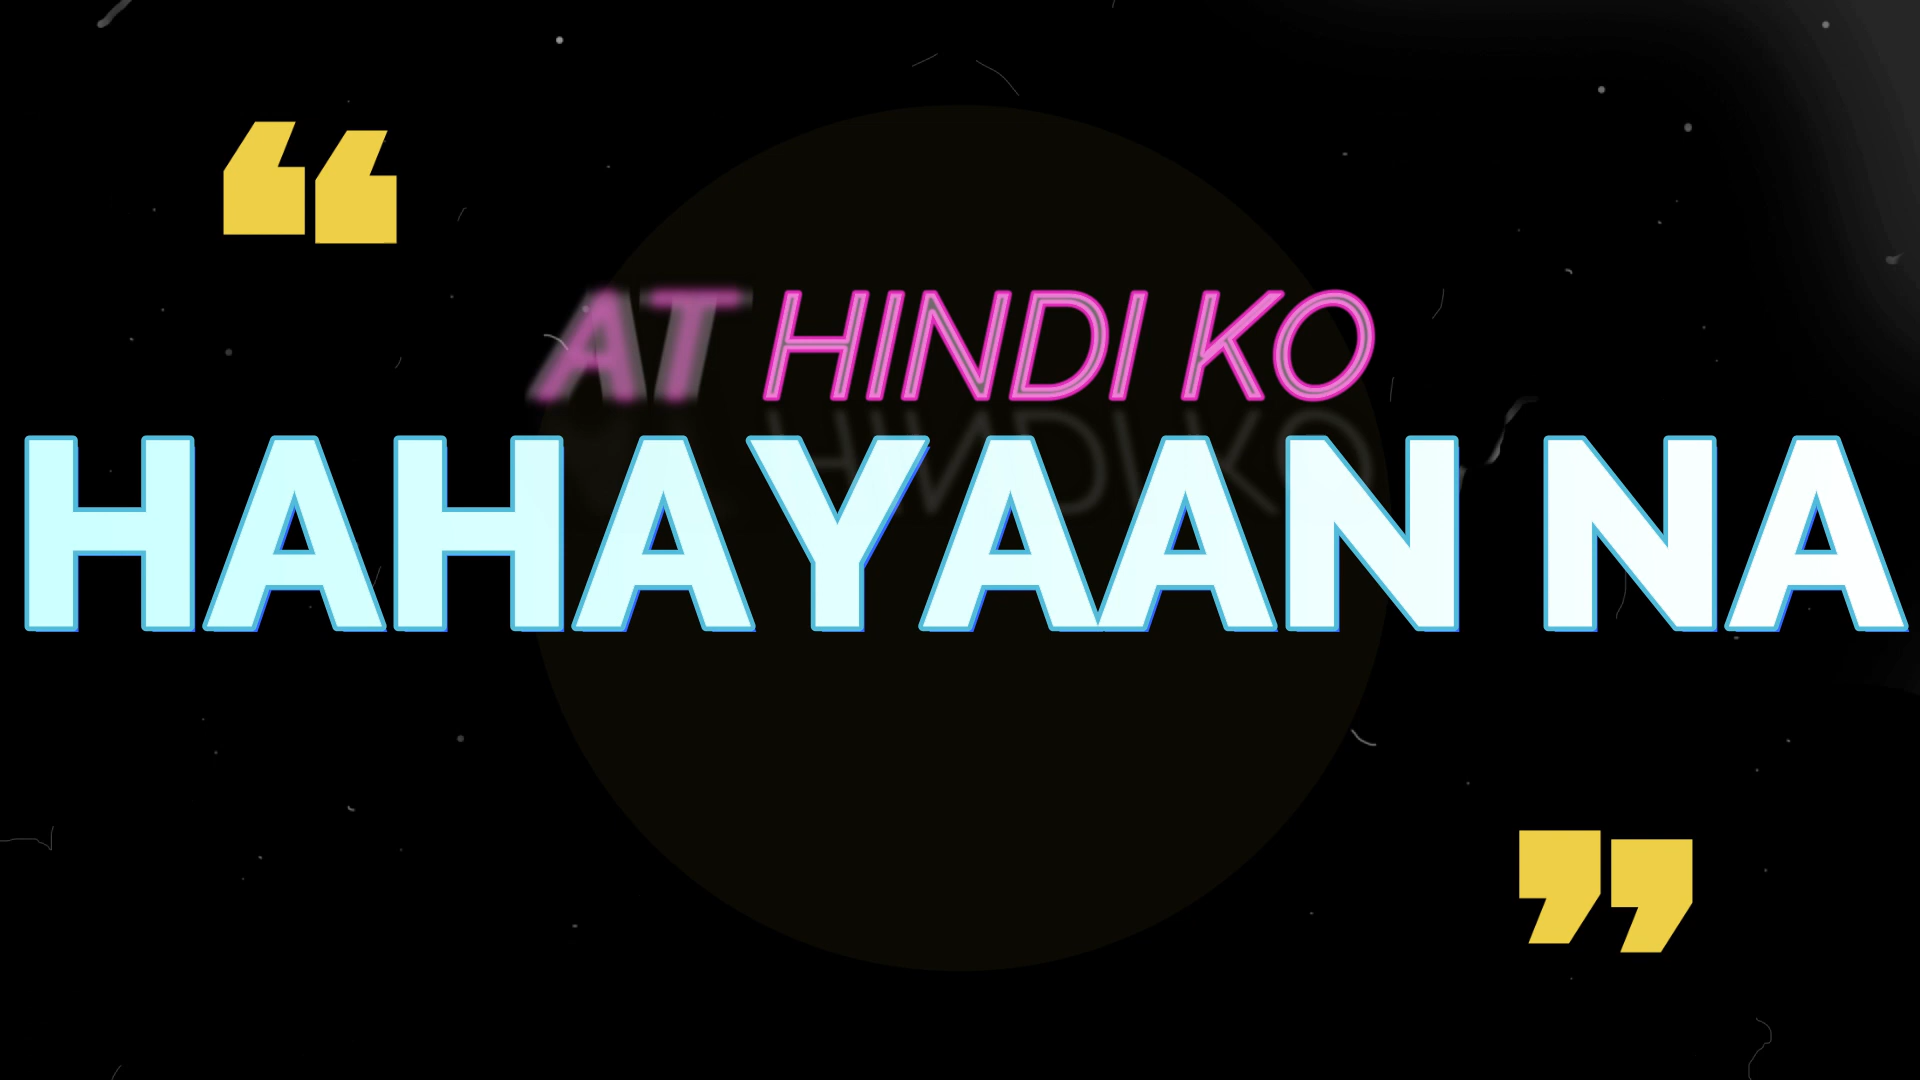 “
AT HINDI KO
HAHAYAAN NA
”